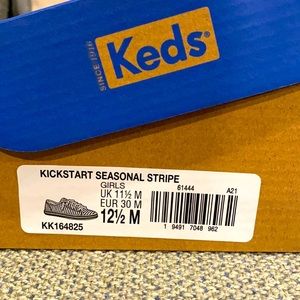 SINCE 1916
Keds®
KICKSTART SEASONAL STRIPE
GIRLS
UK 11½ M
EUR 30 M
12½ M
KK164825
61444
A21
1 9491 7048 962